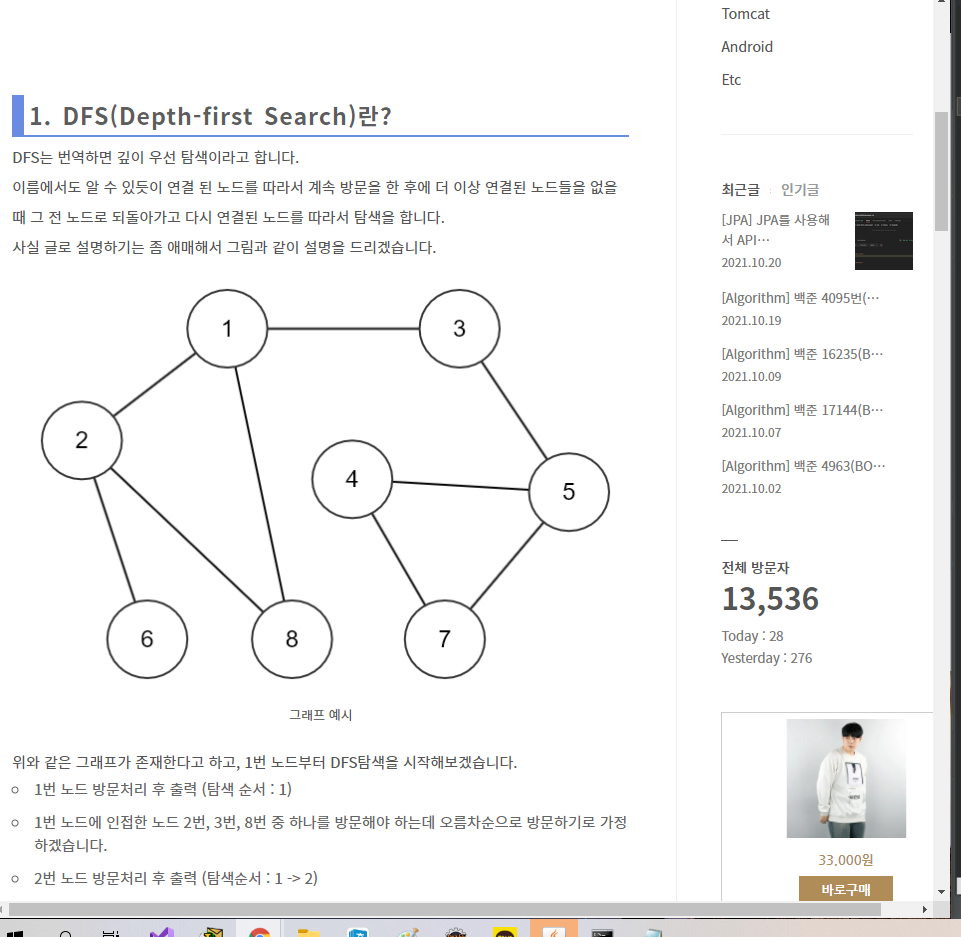 1. DFS(Depth-first Search)란?
DFS는 번역하면 깊이 우선 탐색이라고 합니다.
이름에서도 알 수 있듯이 연결 된 노드를 따라서 계속 방문을 한 후에 더 이상 연결된 노드들을 없을
때 그 전 노드로 되돌아가고 다시 연결된 노드를 따라서 탐색을 합니다.
사실 글로 설명하기는 좀 애매해서 그림과 같이 설명을 드리겠습니다.
1
3
2
4
5
6
8
7
그래프 예시
위와 같은 그래프가 존재한다고 하고, 1번 노드부터 DFS탐색을 시작해보겠습니다.
1번 노드 방문처리 후 출력 (탐색 순서 : 1)
1번 노드에 인접한 노드 2번, 3번, 8번 중 하나를 방문해야 하는데 오름차순으로 방문하기로 가정
하겠습니다.
2번 노드 방문처리 후 출력 (탐색순서 : 1 -> 2)
Tomcat
Android
Etc
최근글 : 인기글
[JPA] JPA를 사용해
서 API…
2021.10.20
[Algorithm] 백준 4095번(…
2021.10.19
[Algorithm] 백준 16235(B…
2021.10.09
[Algorithm] 백준 17144(B…
2021.10.07
[Algorithm] 백준 4963(BO…
2021.10.02
전체 방문자
13,536
Today : 28
Yesterday : 276
33,000원
바로구매